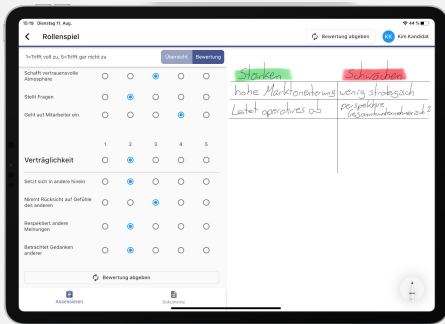 10:19 Dienstag 11. Aug.
44 %
Rollenspiel
Bewertung abgeben
KK Kim Kandidat
1=Trifft voll zu, 5=Trifft gar nicht zu
Übersicht Bewertung
Schafft vertrauensvolle
Atmosphäre
Stellt Fragen
Geht auf Mitarbeiter ein
1 2 3 4 5
Verträglichkeit
Setzt sich in andere hinein
Nimmt Rücksicht auf Gefühle
des anderen
Respektiert andere
Meinungen
Betrachtet Gedanken
anderer
Bewertung abgeben
Assessieren
Dokumente
Stärken Schwächen
hohe Marktorientierung wenig strategisch
Leitet operatives ab perspektive